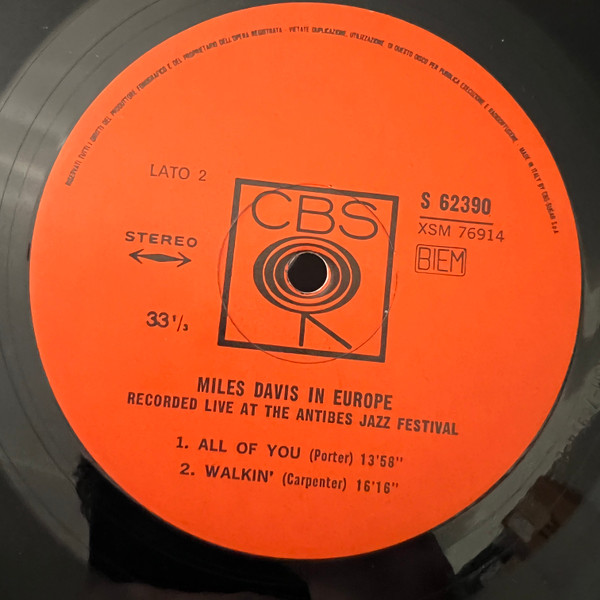 RISERVATI TUTTI I DIRITTI DEL PRODUTTORE FONOGRAFICO E DEL PROPRIETARIO DELL'OPERA REGISTRATA - VIETATE DUPLICAZIONE, UTILIZZAZIONE DI QUESTO DISCO PER PUBBLICA ESECUZIONE E RADIODIFFUSIONE. MADE IN ITALY BY CBS-SUGAR S.p.A
LATO 2
CBS
S 62390
XSM 76914
STEREO
BIEM
33 1/3
MILES DAVIS IN EUROPE
RECORDED LIVE AT THE ANTIBES JAZZ FESTIVAL
1. ALL OF YOU (Porter) 13'58"
2. WALKIN' (Carpenter) 16'16"